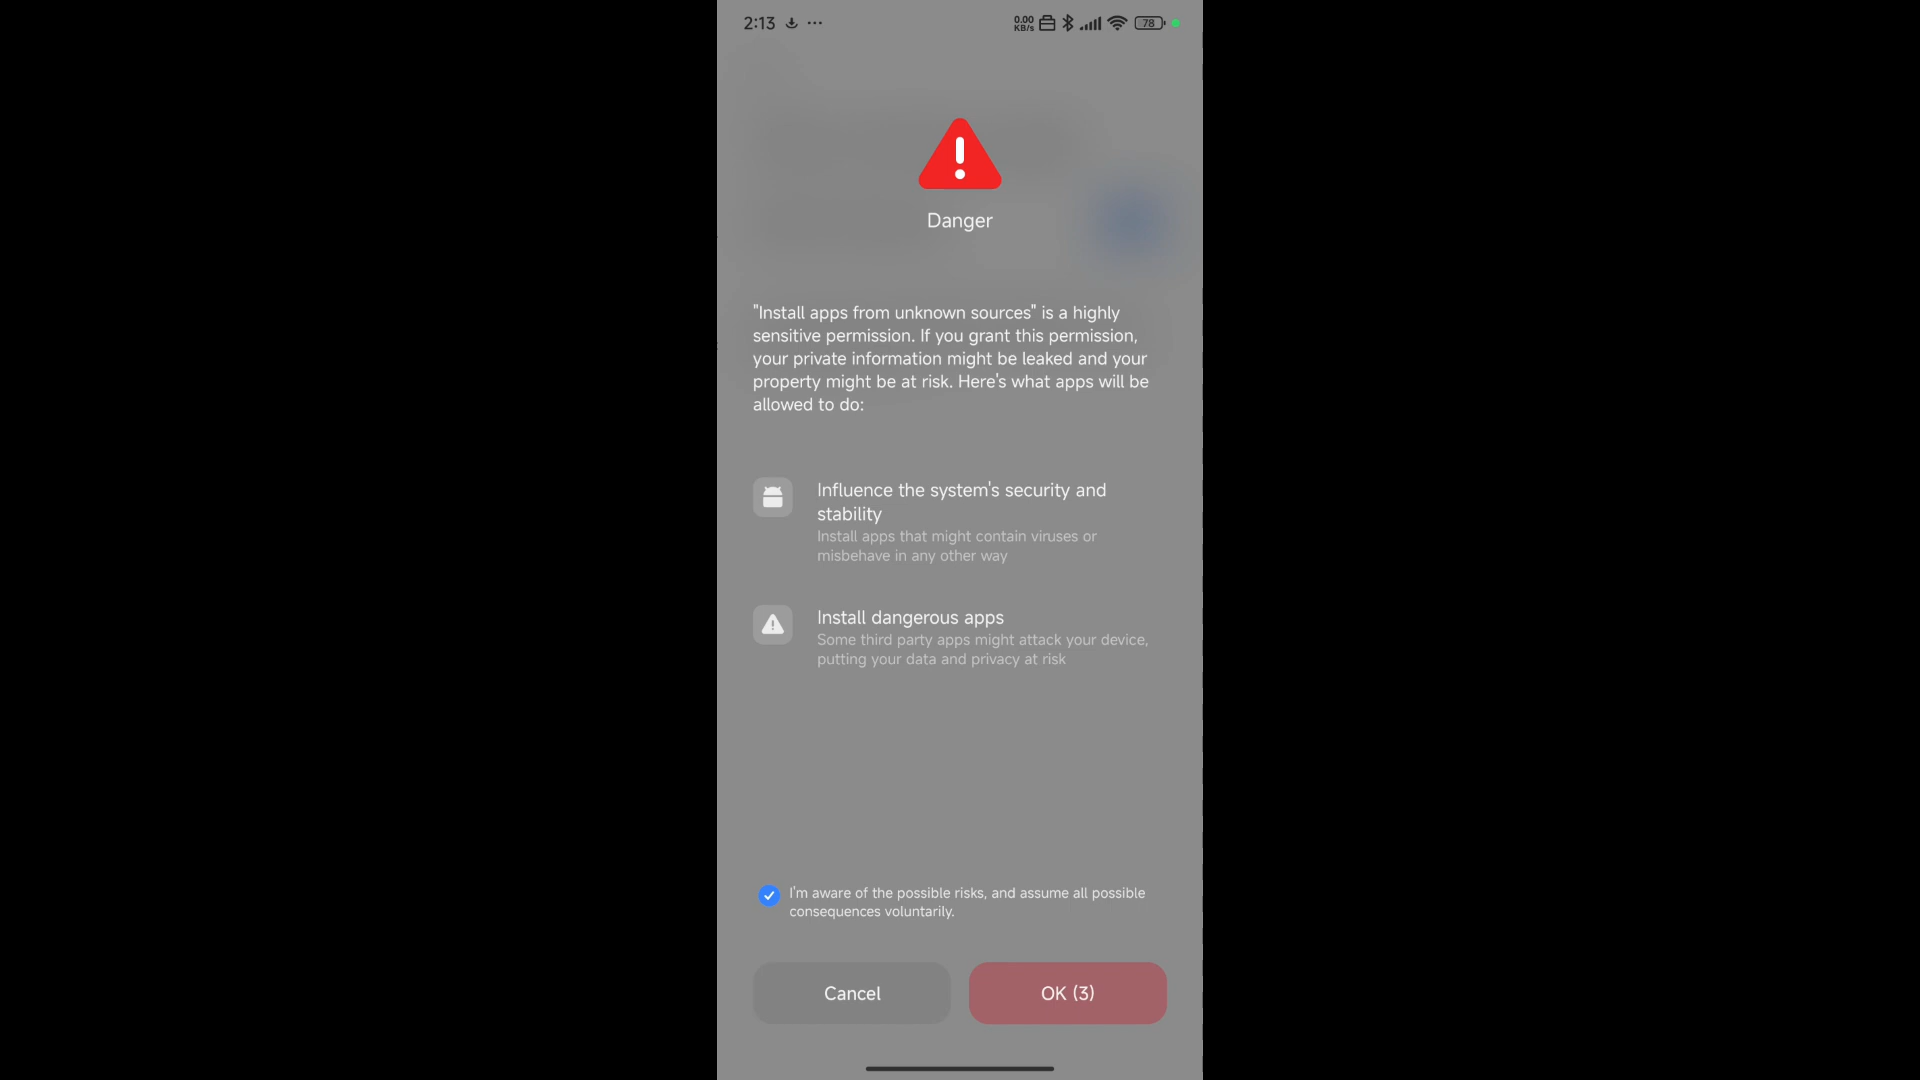 2:13
0.00
KB/s
78
Danger
"Install apps from unknown sources" is a highly
sensitive permission. If you grant this permission,
your private information might be leaked and your
property might be at risk. Here's what apps will be
allowed to do:
Influence the system's security and
stability
Install apps that might contain viruses or
misbehave in any other way
Install dangerous apps
Some third party apps might attack your device,
putting your data and privacy at risk
I'm aware of the possible risks, and assume all possible
consequences voluntarily.
Cancel
OK (3)